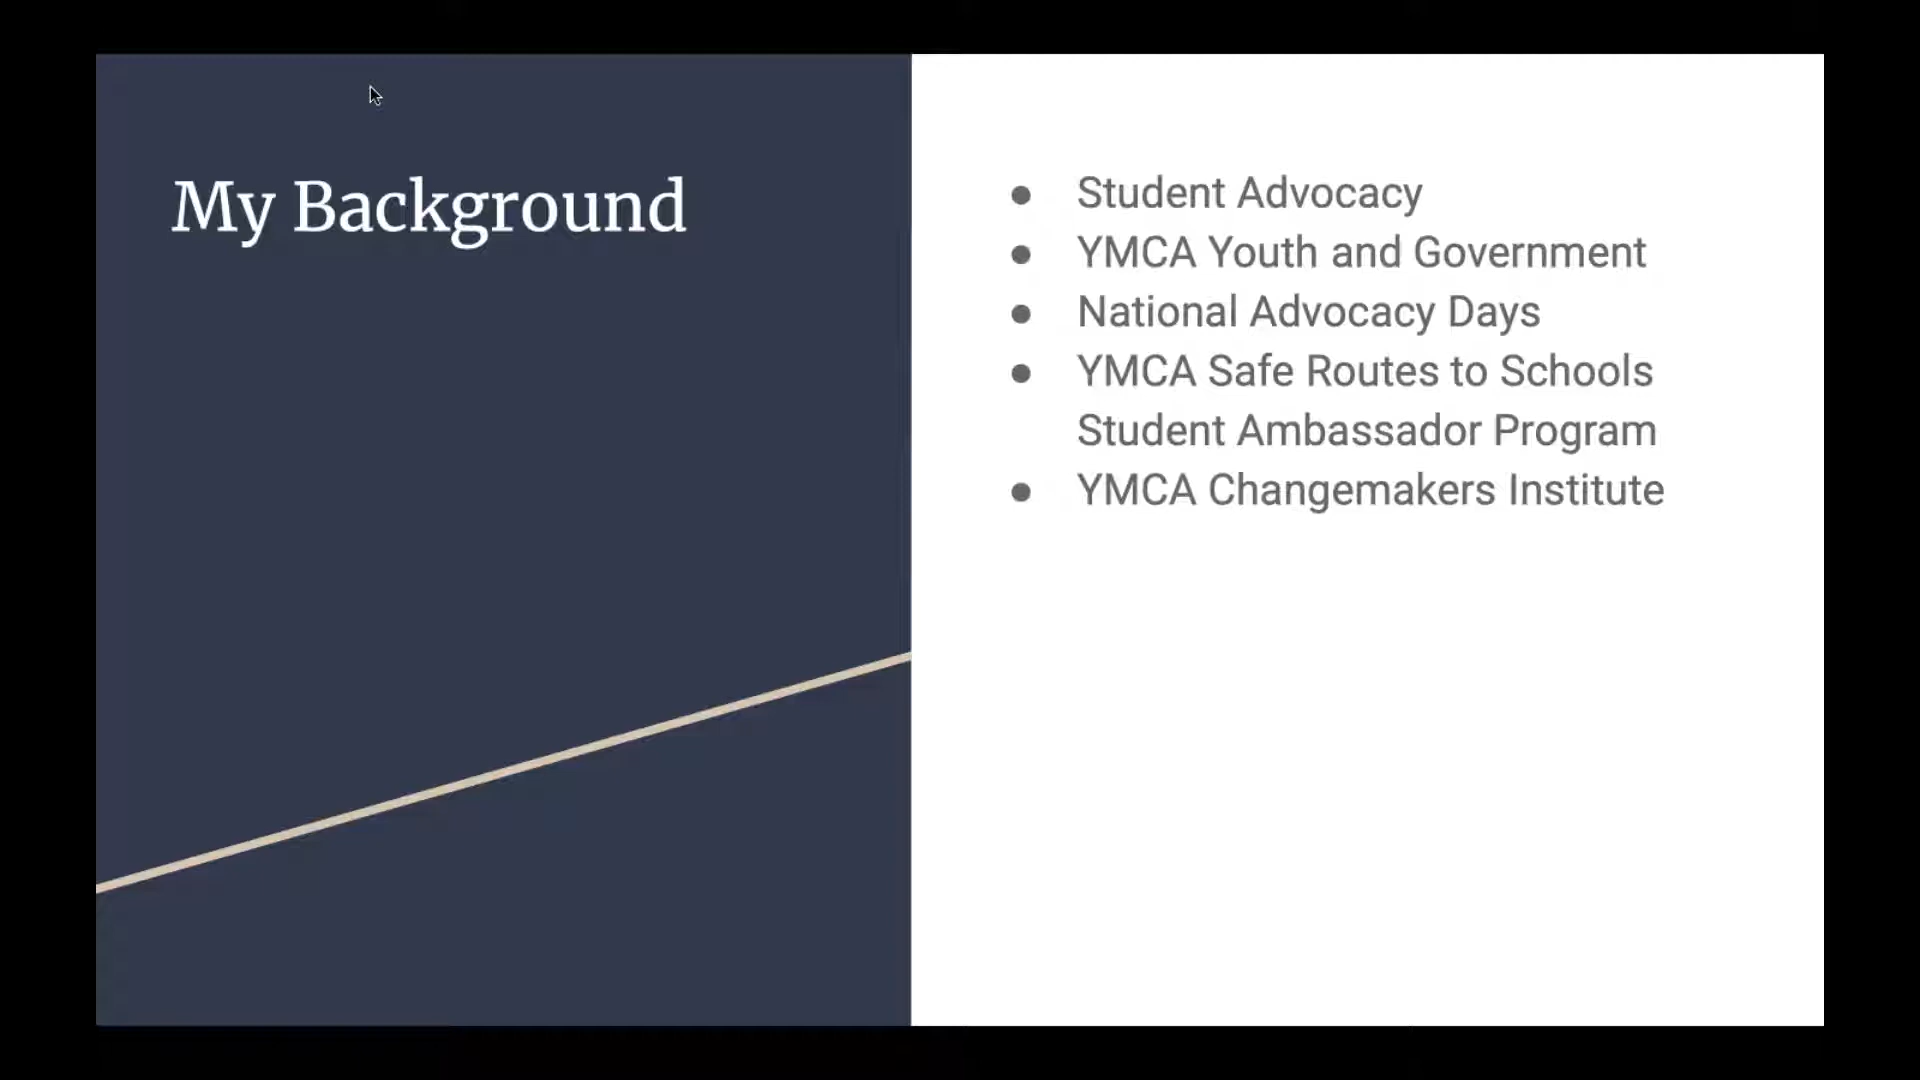 My Background
● Student Advocacy
● YMCA Youth and Government
● National Advocacy Days
● YMCA Safe Routes to Schools
Student Ambassador Program
● YMCA Changemakers Institute